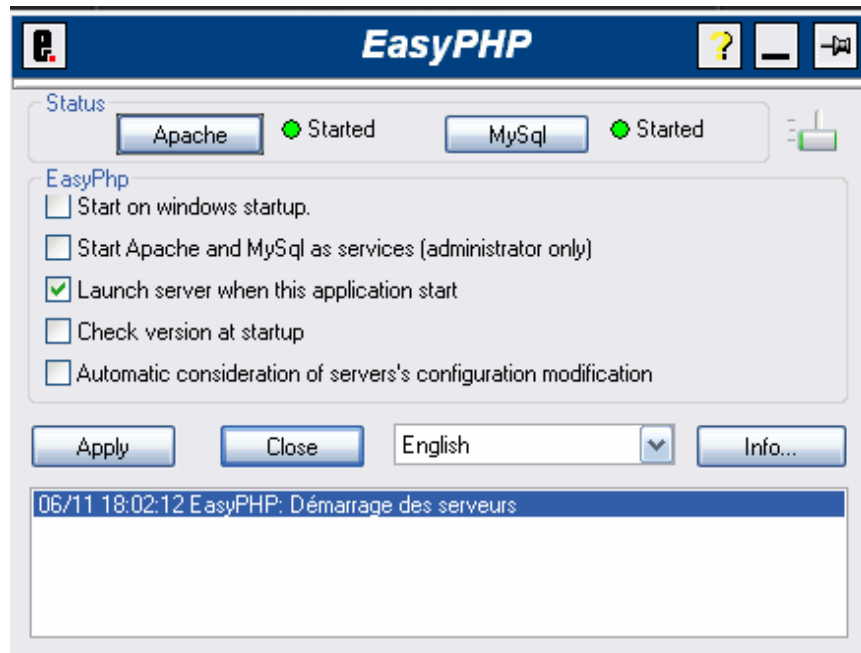 e.
EasyPHP
?
Status
Apache
Started
MySql
Started
EasyPhp
Start on windows startup.
Start Apache and MySql as services (administrator only)
Launch server when this application start
Check version at startup
Automatic consideration of servers's configuration modification
Apply
Close
English
Info...
06/11 18:02:12 EasyPHP: Démarrage des serveurs